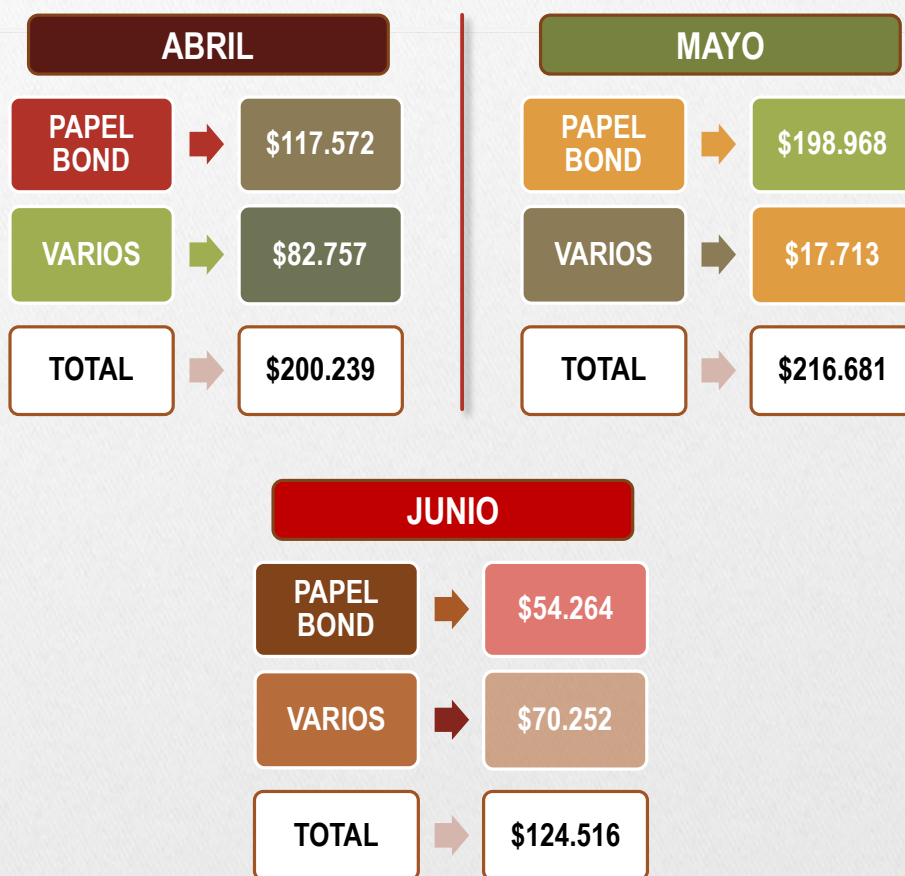 ABRIL
PAPEL
BOND
$117.572
VARIOS
$82.757
TOTAL
$200.239
MAYO
PAPEL
BOND
$198.968
VARIOS
$17.713
TOTAL
$216.681
JUNIO
PAPEL
BOND
$54.264
VARIOS
$70.252
TOTAL
$124.516